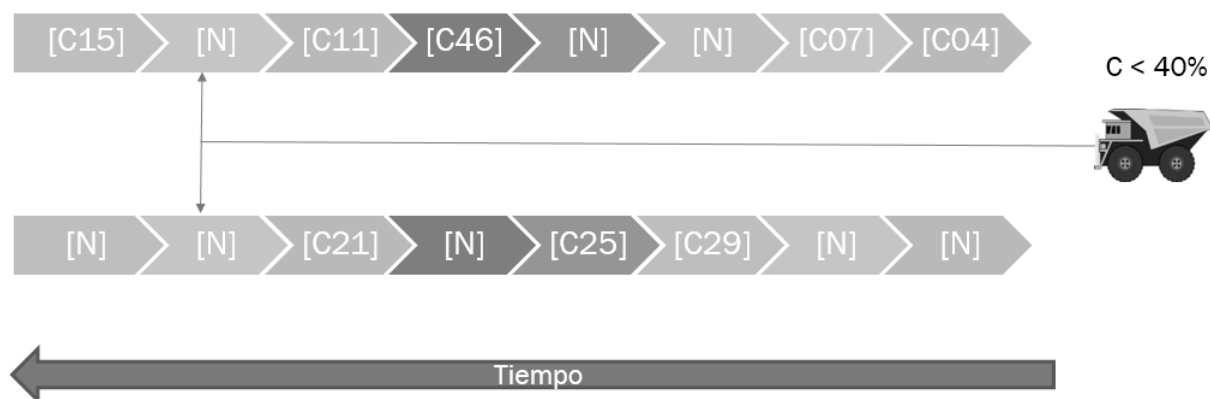 [C15] [N] [C11] [C46] [N] [N] [C07] [C04]
C < 40%
[N] [N] [C21] [N] [C25] [C29] [N] [N]
Tiempo